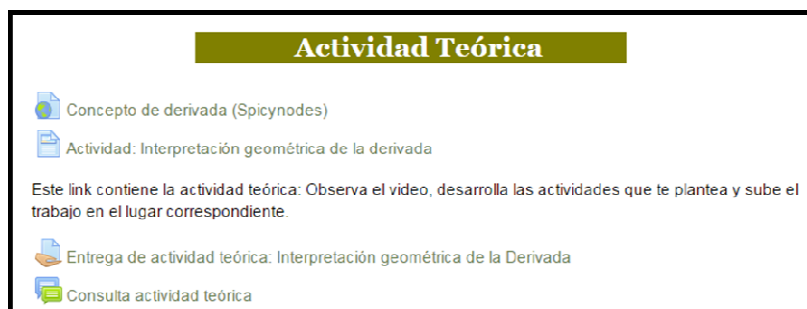 Actividad Teórica
Concepto de derivada (Spicynodes)
Actividad: Interpretación geométrica de la derivada
Este link contiene la actividad teórica: Observa el video, desarrolla las actividades que te plantea y sube el
trabajo en el lugar correspondiente.
Entrega de actividad teórica: Interpretación geométrica de la Derivada
Consulta actividad teórica